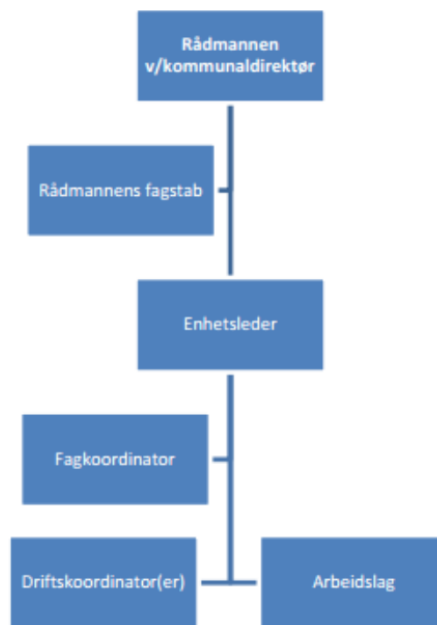 Rådmannen
v/kommunaldirektør
Rådmannens fagstab
Enhetsleder
Fagkoordinator
Driftskoordinator(er)
Arbeidslag